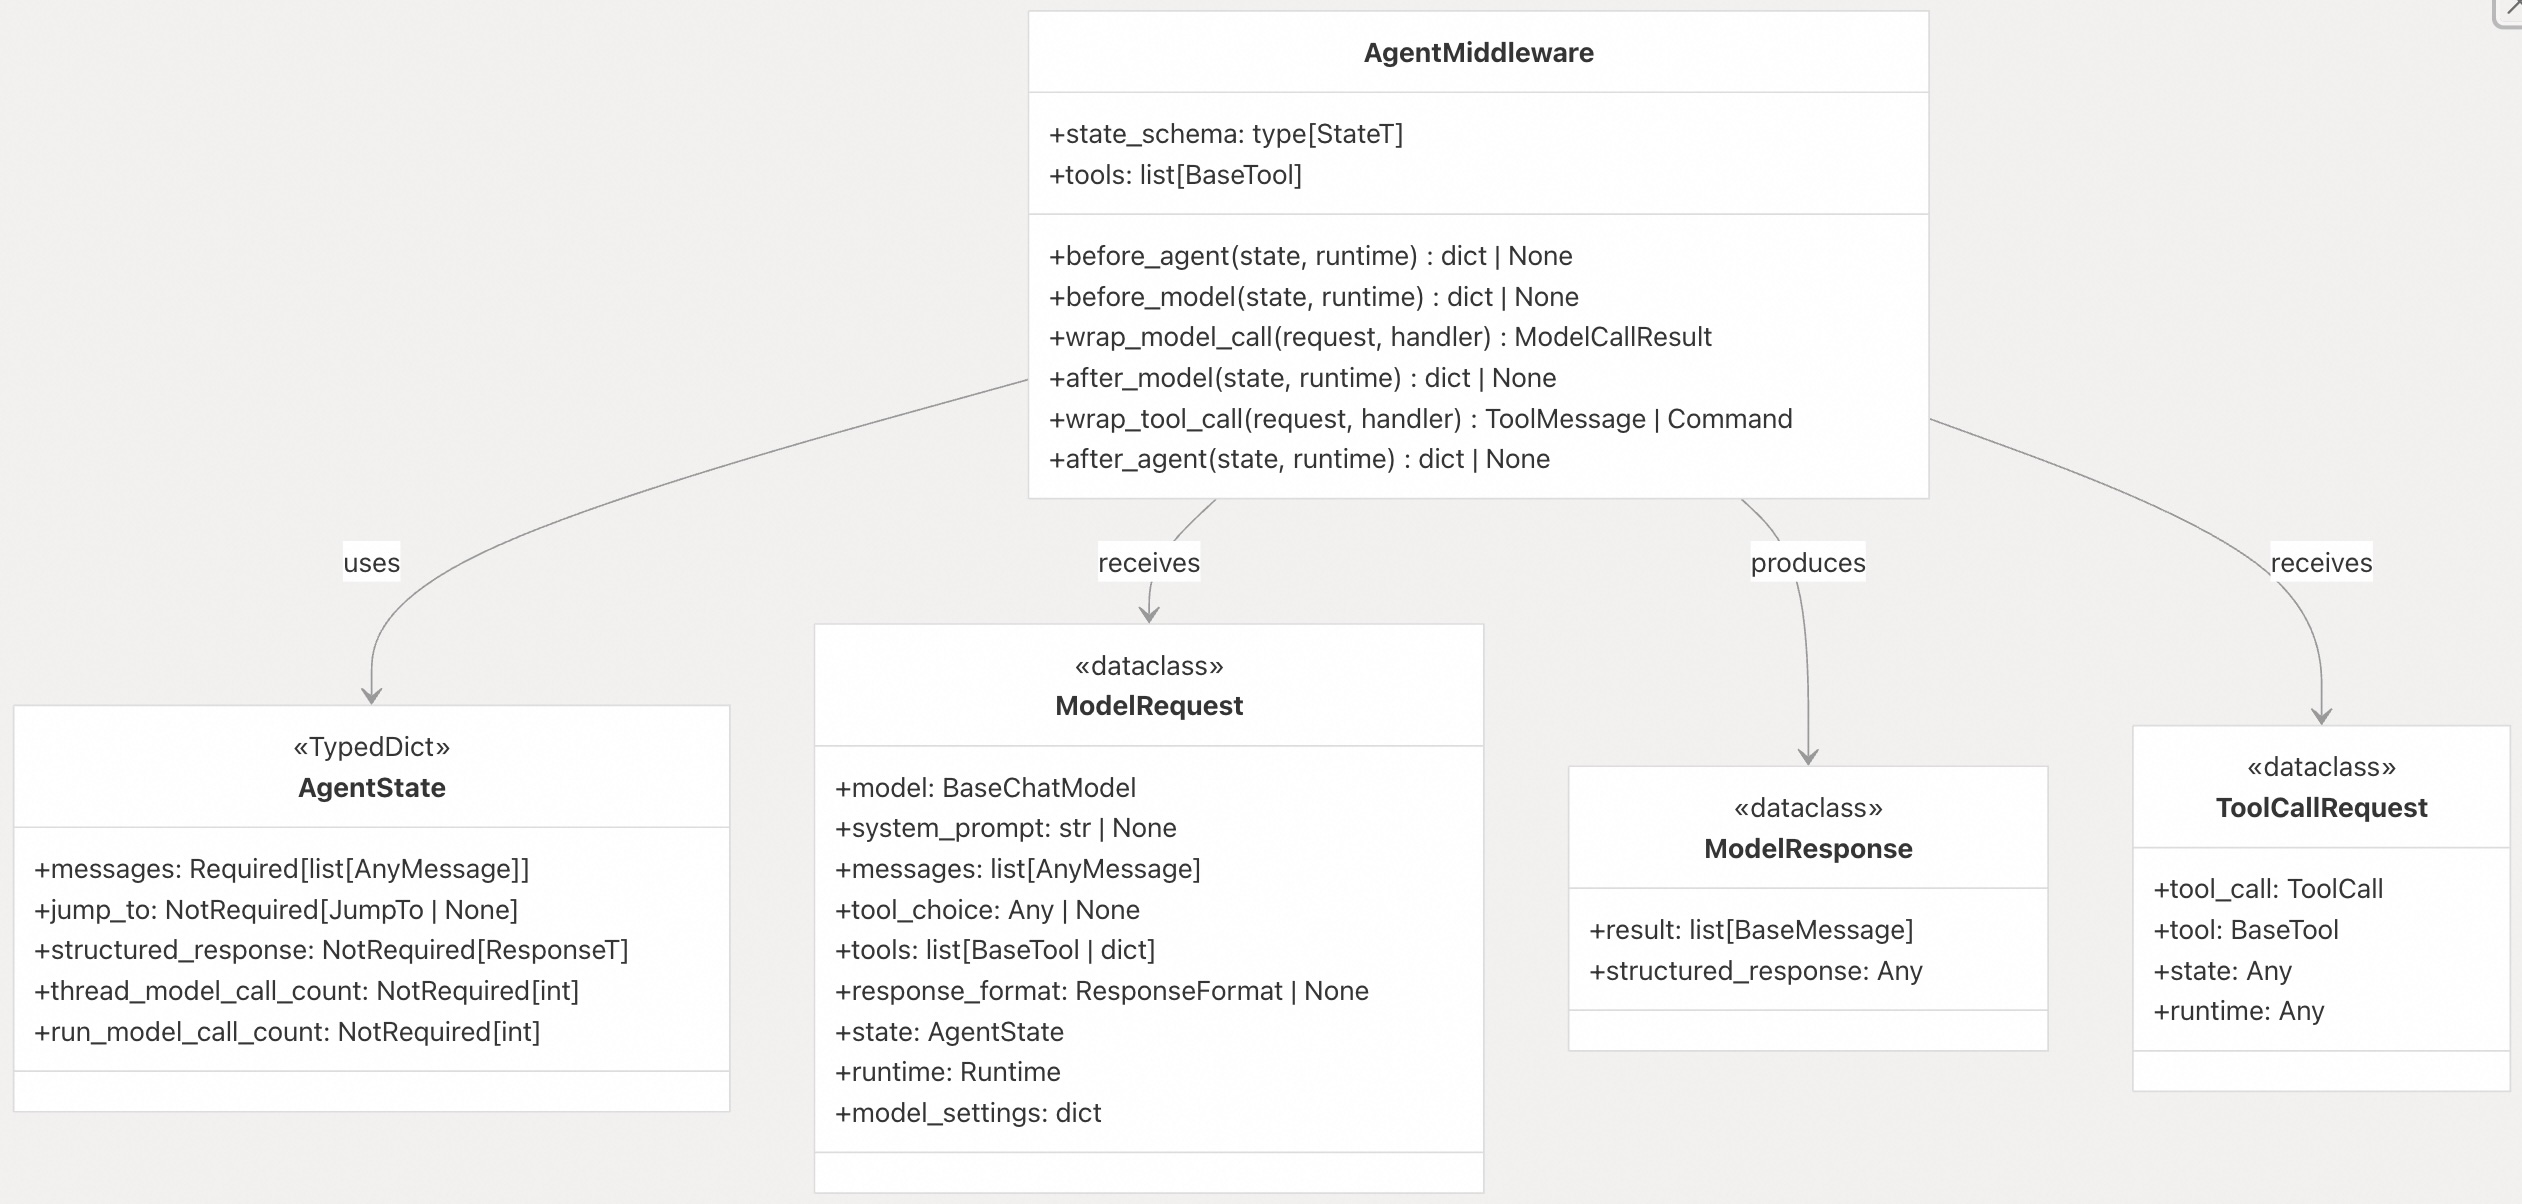 AgentMiddleware
+state_schema: type[StateT]
+tools: list[BaseTool]
+before_agent(state, runtime) : dict | None
+before_model(state, runtime) : dict | None
+wrap_model_call(request, handler) : ModelCallResult
+after_model(state, runtime) : dict | None
+wrap_tool_call(request, handler) : ToolMessage | Command
+after_agent(state, runtime) : dict | None
uses
receives
produces
receives
«TypedDict»
AgentState
+messages: Required[list[AnyMessage]]
+jump_to: NotRequired[JumpTo | None]
+structured_response: NotRequired[ResponseT]
+thread_model_call_count: NotRequired[int]
+run_model_call_count: NotRequired[int]
«dataclass»
ModelRequest
+model: BaseChatModel
+system_prompt: str | None
+messages: list[AnyMessage]
+tool_choice: Any | None
+tools: list[BaseTool | dict]
+response_format: ResponseFormat | None
+state: AgentState
+runtime: Runtime
+model_settings: dict
«dataclass»
ModelResponse
+result: list[BaseMessage]
+structured_response: Any
«dataclass»
ToolCallRequest
+tool_call: ToolCall
+tool: BaseTool
+state: Any
+runtime: Any